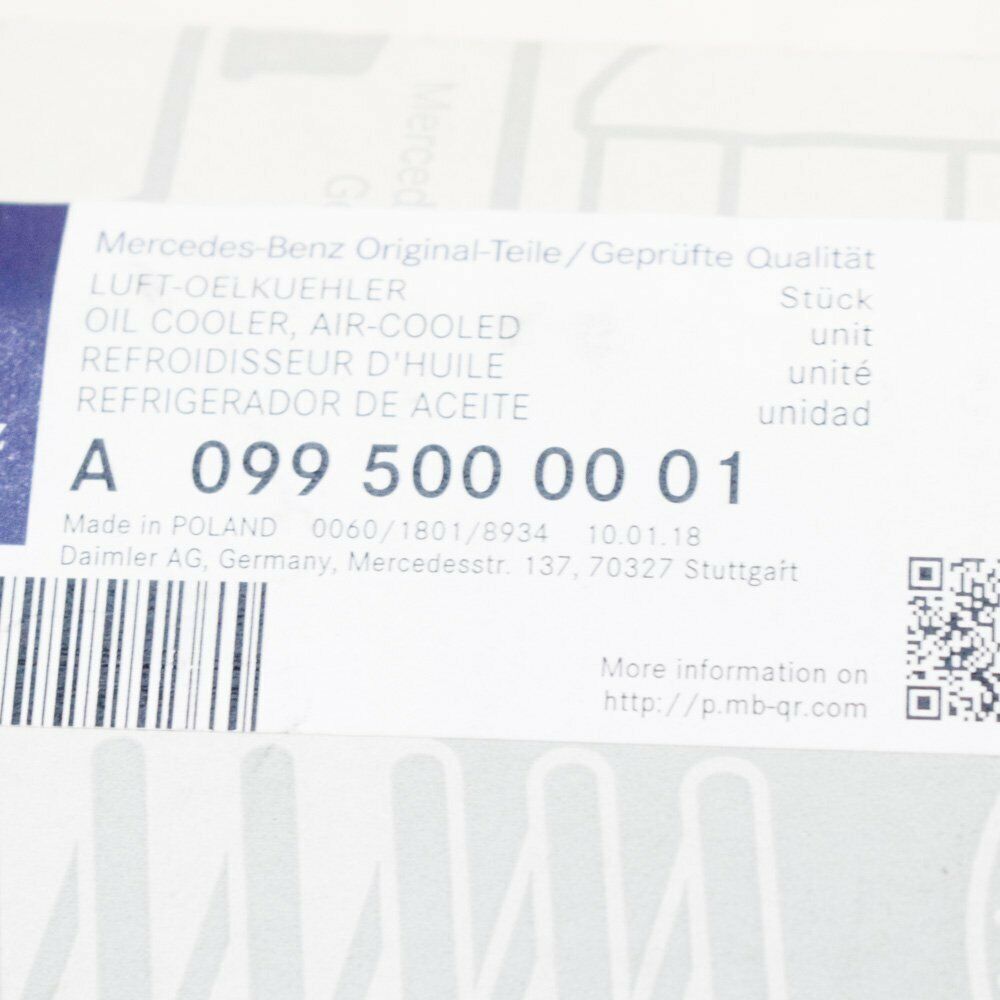 Merced
G
Mercedes-Benz Original-Teile/Geprüfte Qualität
LUFT-OELKUEHLER Stück
OIL COOLER, AIR-COOLED unit
REFROIDISSEUR D'HUILE unité
REFRIGERADOR DE ACEITE unidad
A 099 500 00 01
Made in POLAND 0060/1801/8934 10.01.18
Daimler AG, Germany, Mercedesstr. 137, 70327 Stuttgart
More information on
http://p.mb-qr.com